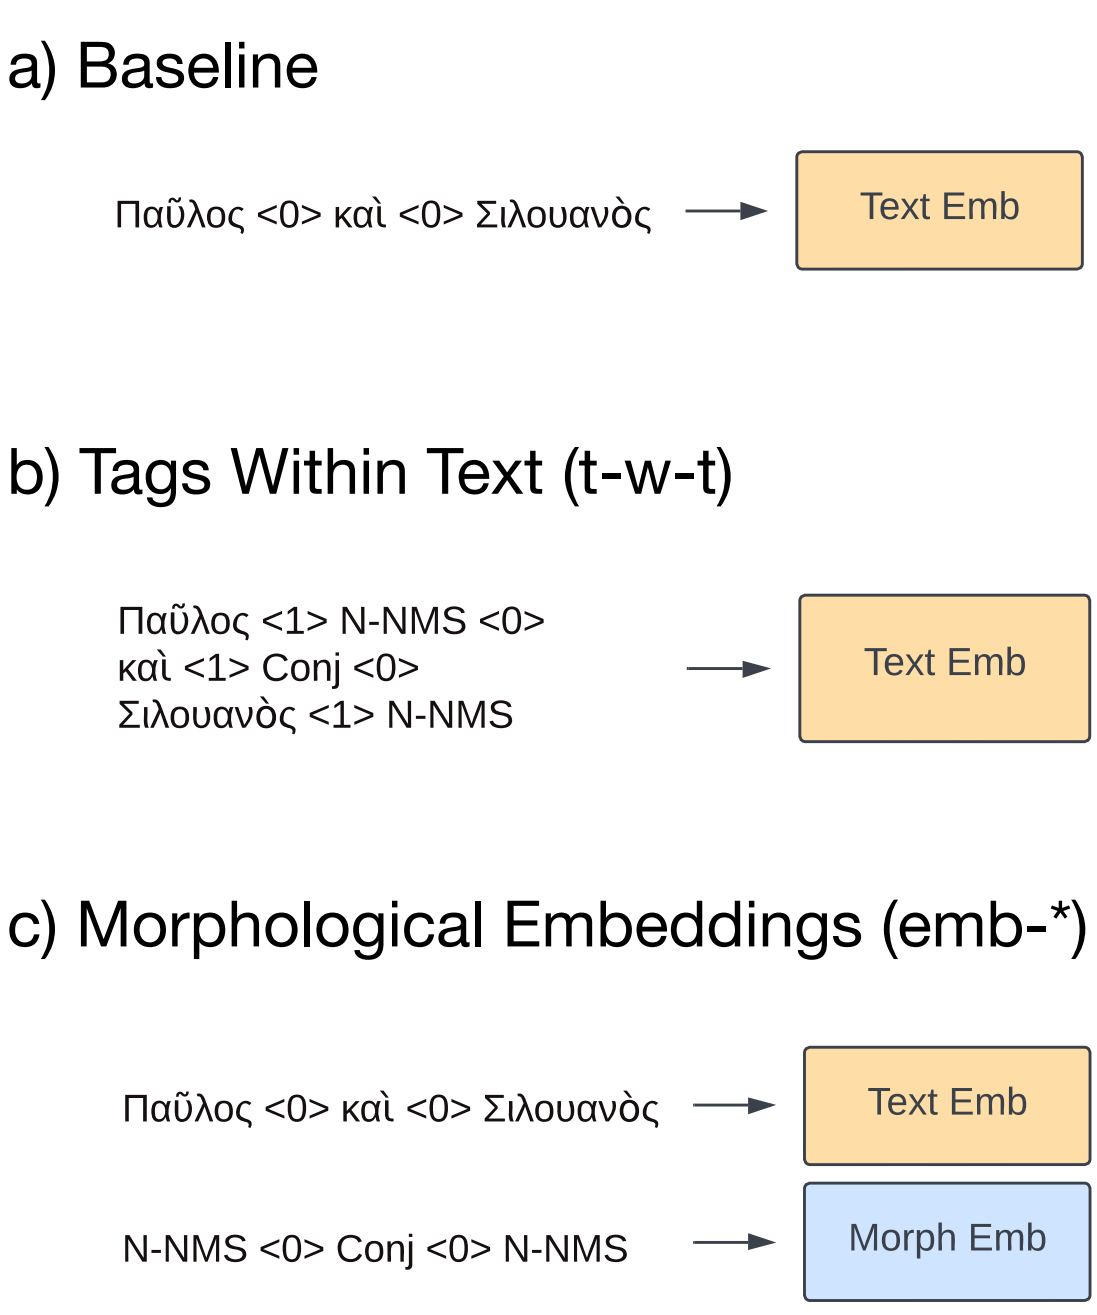 a) Baseline
Παῦλος <0> καὶ <0> Σιλουανὸς
Text Emb
b) Tags Within Text (t-w-t)
Παῦλος <1> N-NMS <0>
καὶ <1> Conj <0>
Σιλουανὸς <1> N-NMS
Text Emb
c) Morphological Embeddings (emb-*)
Παῦλος <0> καὶ <0> Σιλουανὸς
Text Emb
N-NMS <0> Conj <0> N-NMS
Morph Emb